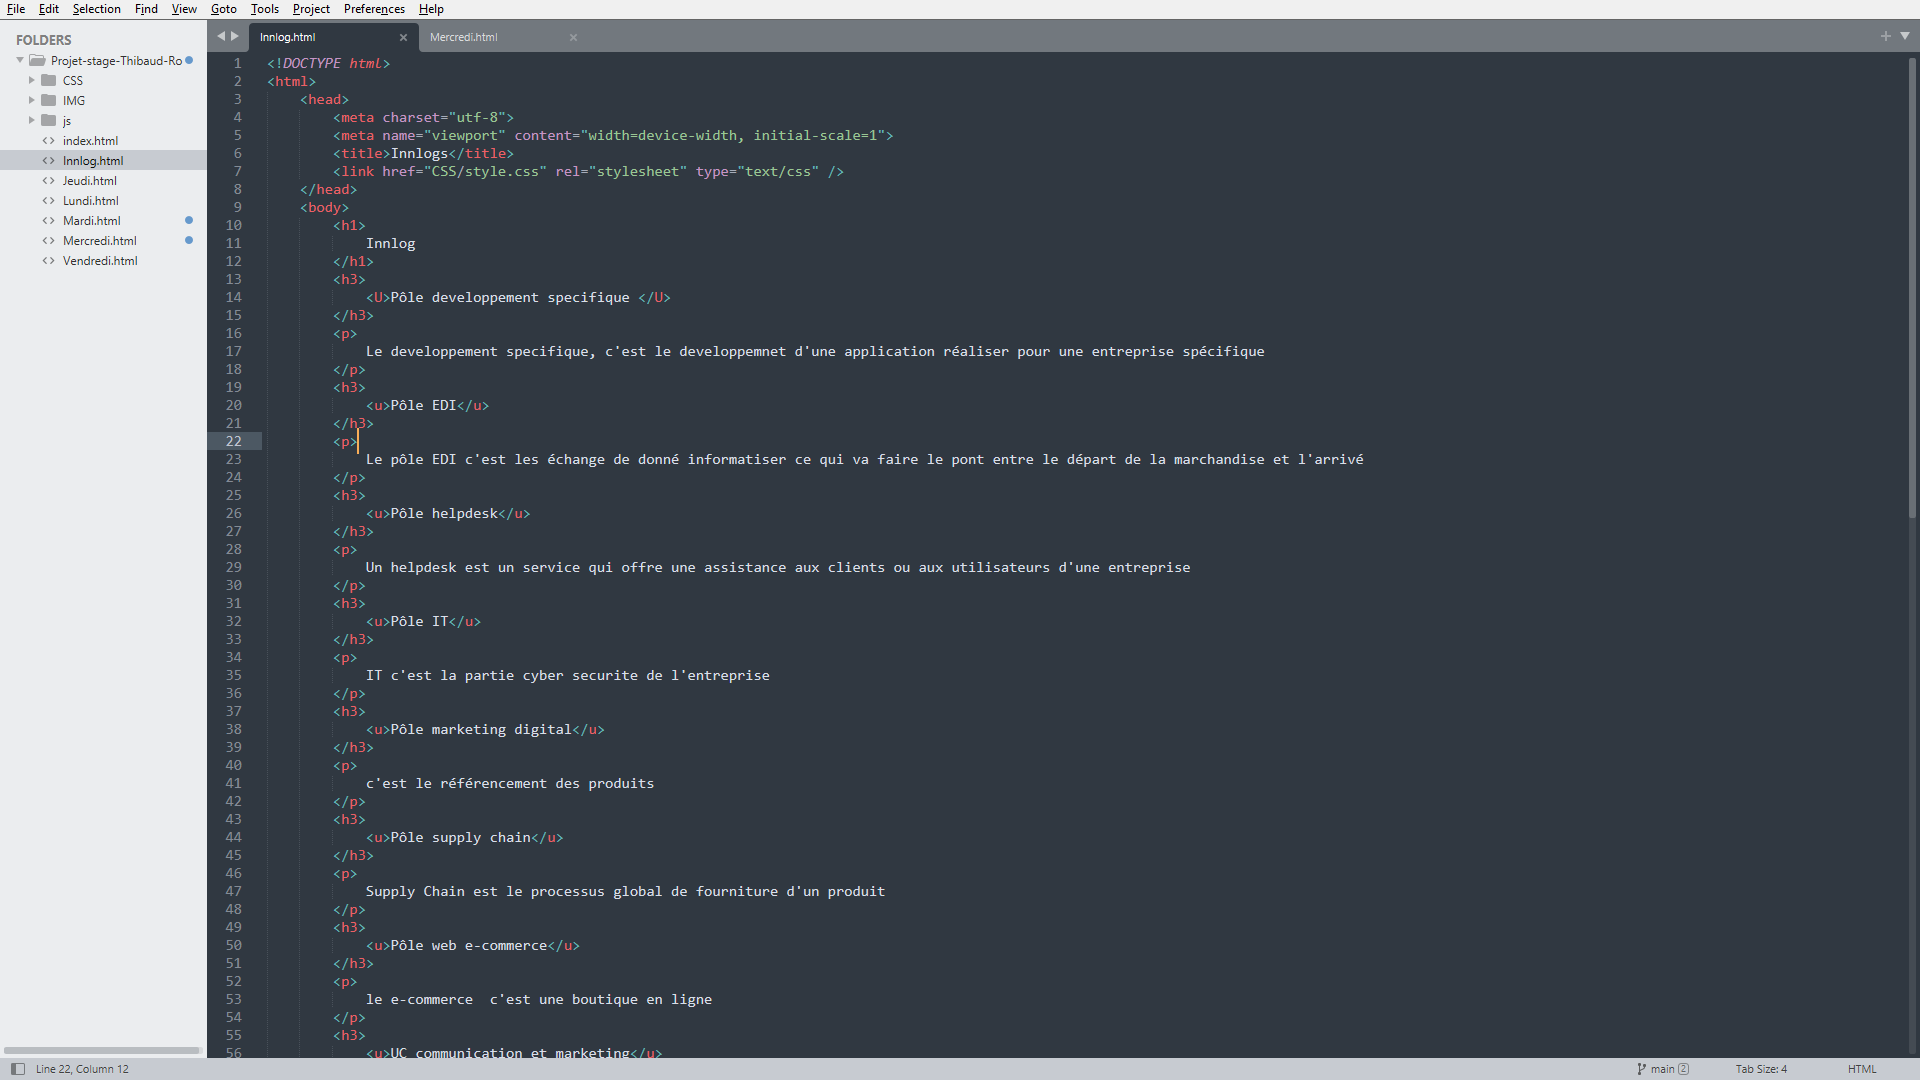 File Edit Selection Find View Goto Tools Project Preferences Help
FOLDERS
Projet-stage-Thibaud-Ro
CSS
IMG
js
index.html
Innlog.html
Jeudi.html
Lundi.html
Mardi.html
Mercredi.html
Vendredi.html
Innlog.html × Mercredi.html ×
1 <!DOCTYPE html>
2 <html>
3 <head>
4 <meta charset="utf-8">
5 <meta name="viewport" content="width=device-width, initial-scale=1">
6 <title>Innlogs</title>
7 <link href="CSS/style.css" rel="stylesheet" type="text/css" />
8 </head>
9 <body>
10 <h1>
11 Innlog
12 </h1>
13 <h3>
14 <U>Pôle developpement specifique </U>
15 </h3>
16 <p>
17 Le developpement specifique, c'est le developpemnet d'une application réaliser pour une entreprise spécifique
18 </p>
19 <h3>
20 <u>Pôle EDI</u>
21 </h3>
22 <p>
23 Le pôle EDI c'est les échange de donné informatiser ce qui va faire le pont entre le départ de la marchandise et l'arrivé
24 </p>
25 <h3>
26 <u>Pôle helpdesk</u>
27 </h3>
28 <p>
29 Un helpdesk est un service qui offre une assistance aux clients ou aux utilisateurs d'une entreprise
30 </p>
31 <h3>
32 <u>Pôle IT</u>
33 </h3>
34 <p>
35 IT c'est la partie cyber securite de l'entreprise
36 </p>
37 <h3>
38 <u>Pôle marketing digital</u>
39 </h3>
40 <p>
41 c'est le référencement des produits
42 </p>
43 <h3>
44 <u>Pôle supply chain</u>
45 </h3>
46 <p>
47 Supply Chain est le processus global de fourniture d'un produit
48 </p>
49 <h3>
50 <u>Pôle web e-commerce</u>
51 </h3>
52 <p>
53 le e-commerce  c'est une boutique en ligne
54 </p>
55 <h3>
56 <u>UC communication et marketing</u>
Line 22, Column 12 main 2 Tab Size: 4 HTML